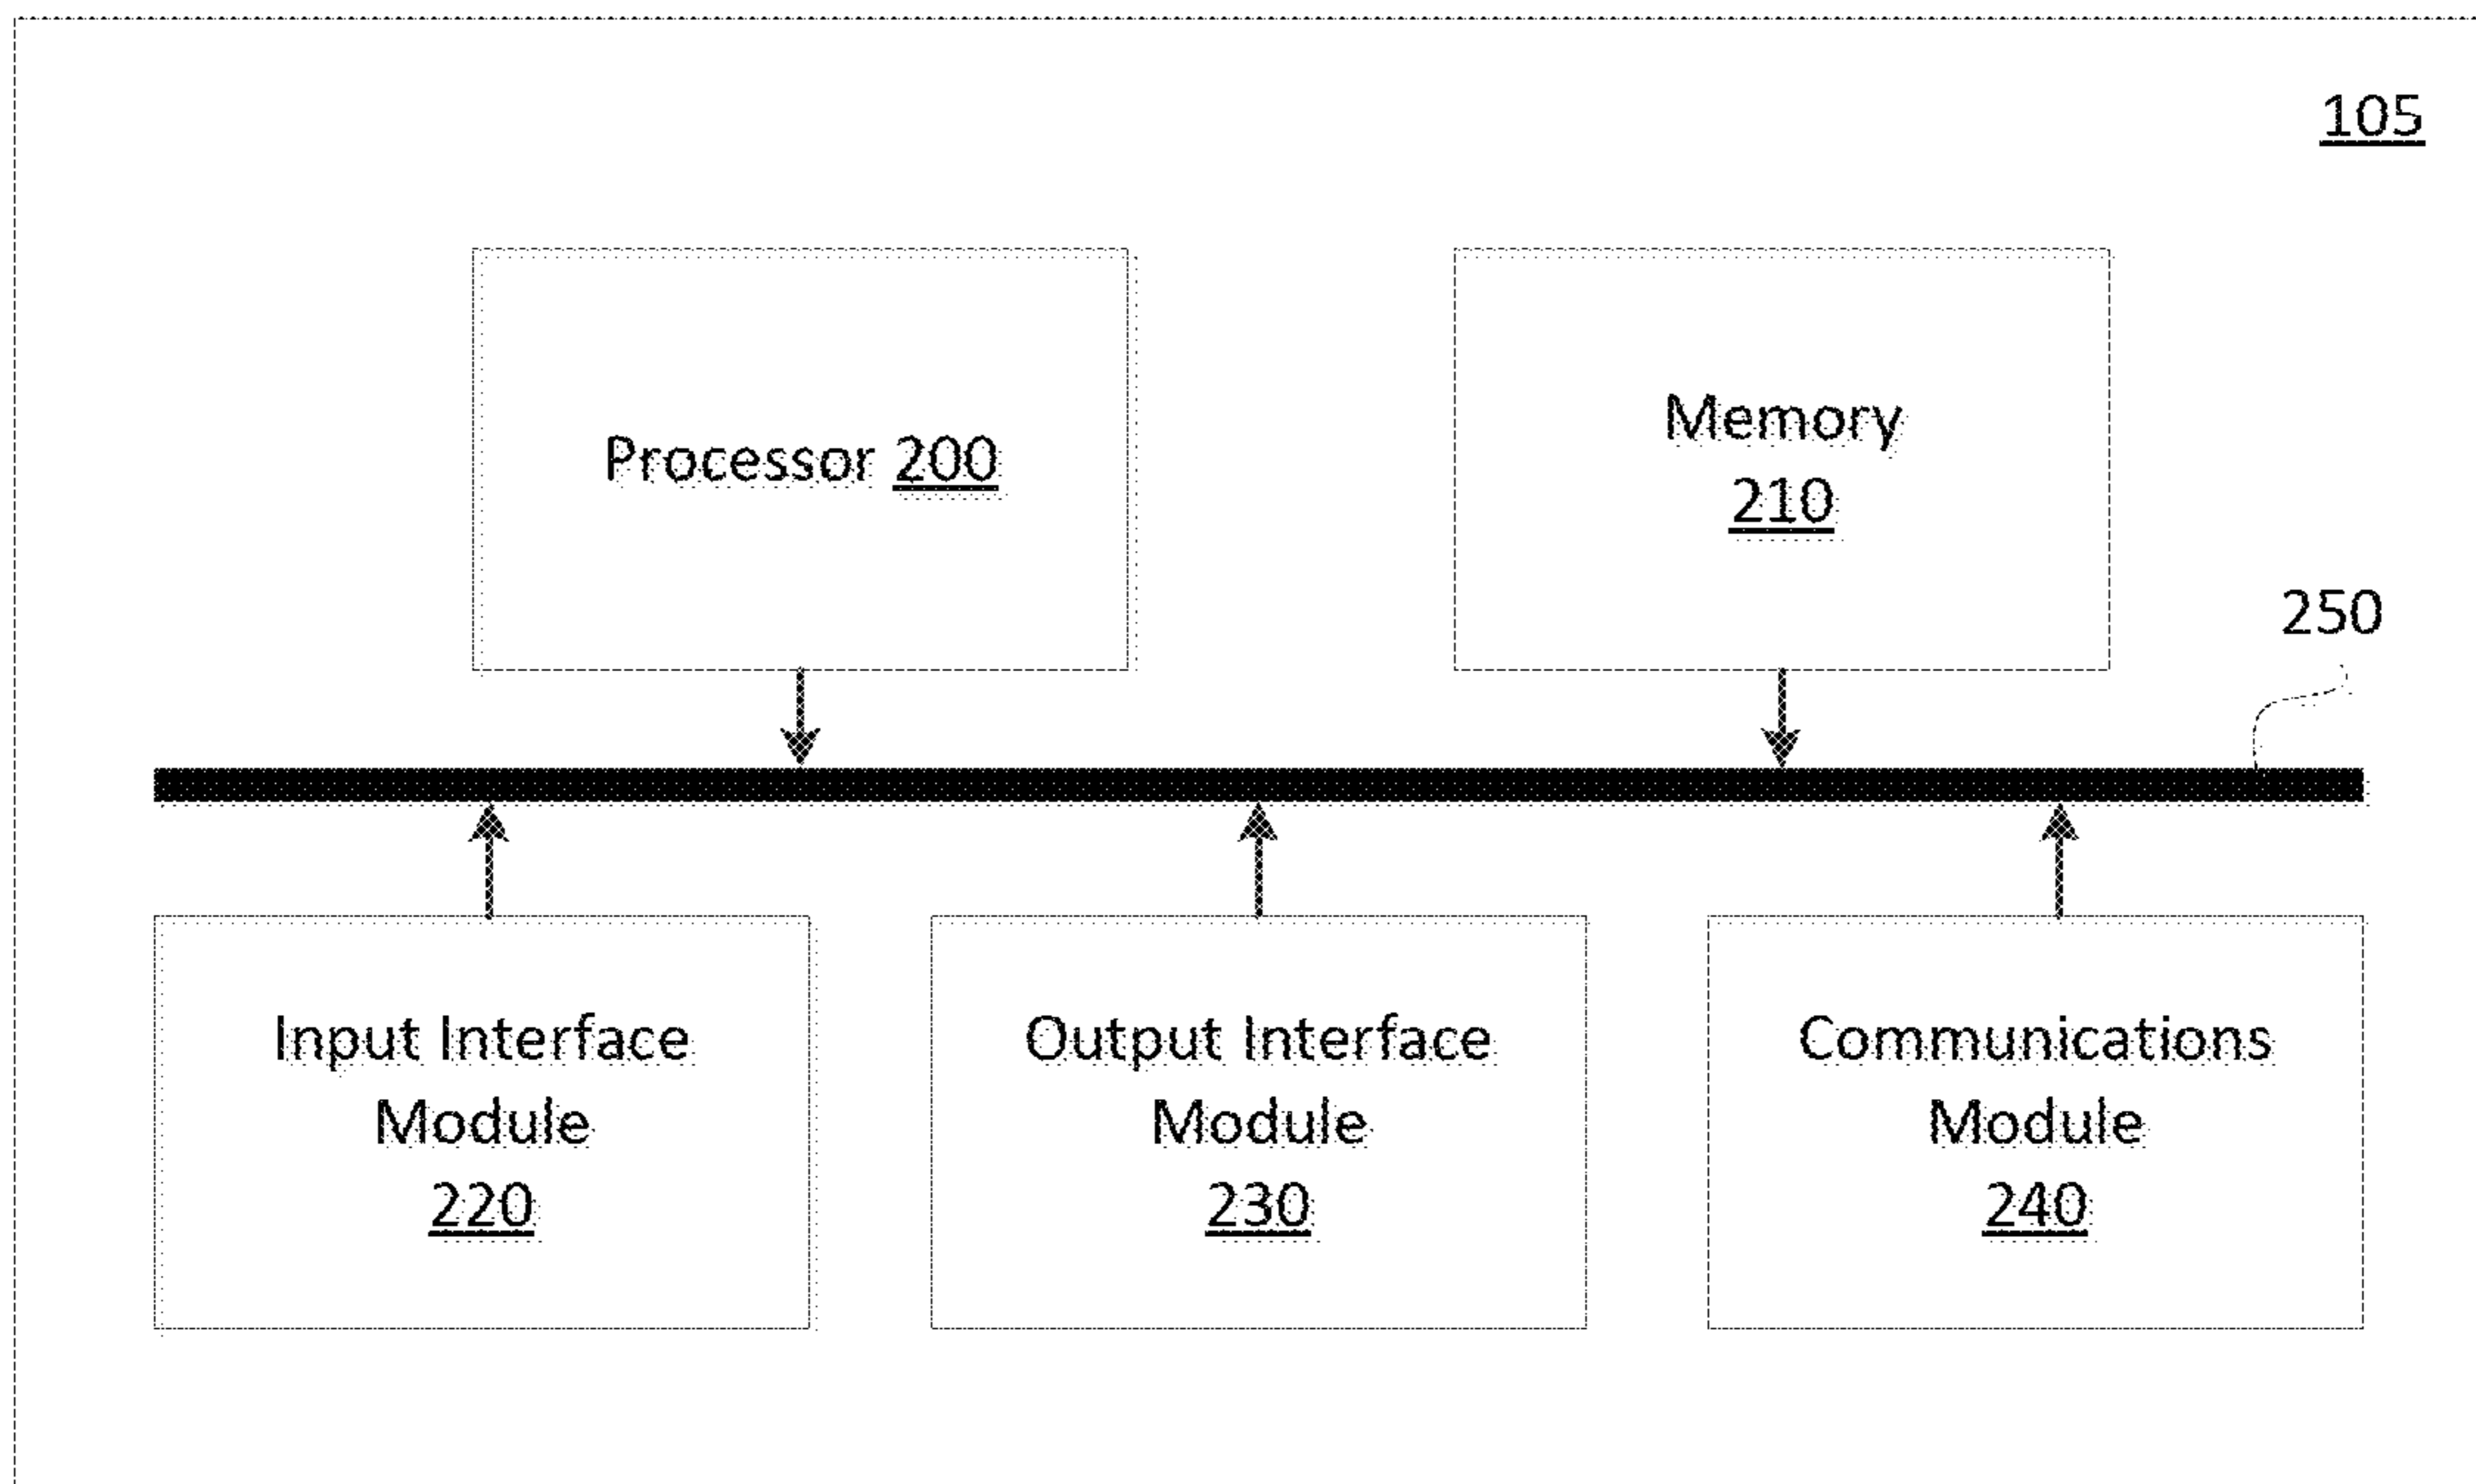 105
Processor 200
Memory
210
250
Input Interface
Module
220
Output Interface
Module
230
Communications
Module
240